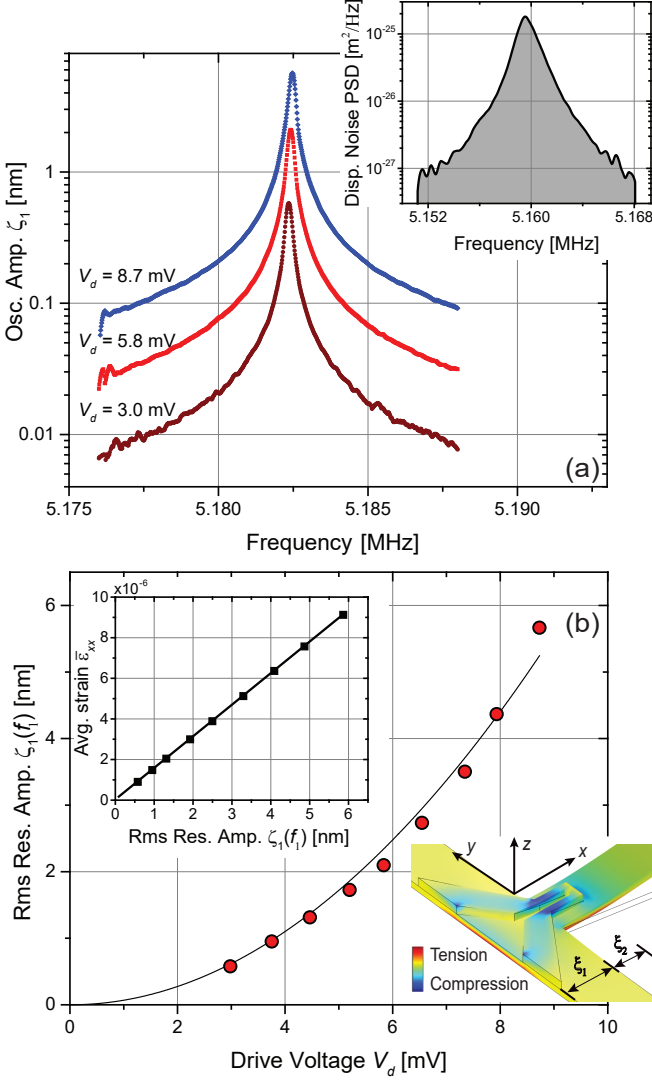 Osc. Amp. ζ₁ [nm]
1
0.1
0.01
V_d = 8.7 mV
V_d = 5.8 mV
V_d = 3.0 mV
(a)
5.175 5.180 5.185 5.190
Frequency [MHz]
Disp. Noise PSD [m²/Hz]
10⁻²⁵
10⁻²⁶
10⁻²⁷
5.152 5.160 5.168
Frequency [MHz]
Rms Res. Amp. ζ₁(f₁) [nm]
6
4
2
0
(b)
0 2 4 6 8 10
Drive Voltage V_d [mV]
×10⁻⁶
Avg. strain ε̅ₓₓ
10
8
6
4
2
0
0 1 2 3 4 5 6
Rms Res. Amp. ζ₁(f₁) [nm]
y z x
Tension
Compression
ξ₁ ξ₂